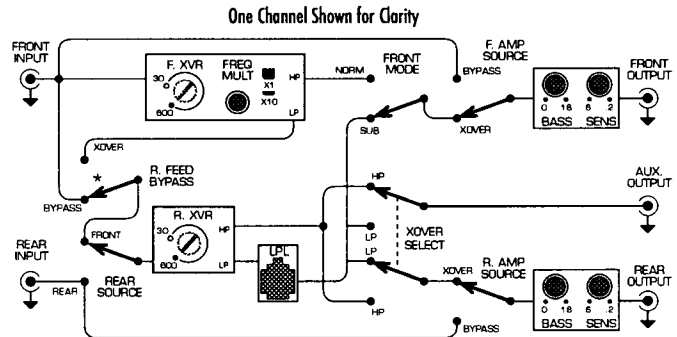 One Channel Shown for Clarity
FRONT
INPUT
F. XVR
30
600
FREQ
MULT
X1
X10
HP
LP
NORM
FRONT
MODE
SUB
F. AMP
SOURCE
BYPASS
XOVER
0 18 6 .2
BASS SENS
FRONT
OUTPUT
XOVER
*
R. FEED
BYPASS
BYPASS
HP
LP
LP
HP
XOVER
SELECT
AUX.
OUTPUT
REAR
INPUT
FRONT
REAR
REAR
SOURCE
R. XVR
30
600
HP
LP
LPL
XOVER
R. AMP
SOURCE
BYPASS
0 18 6 .2
BASS SENS
REAR
OUTPUT